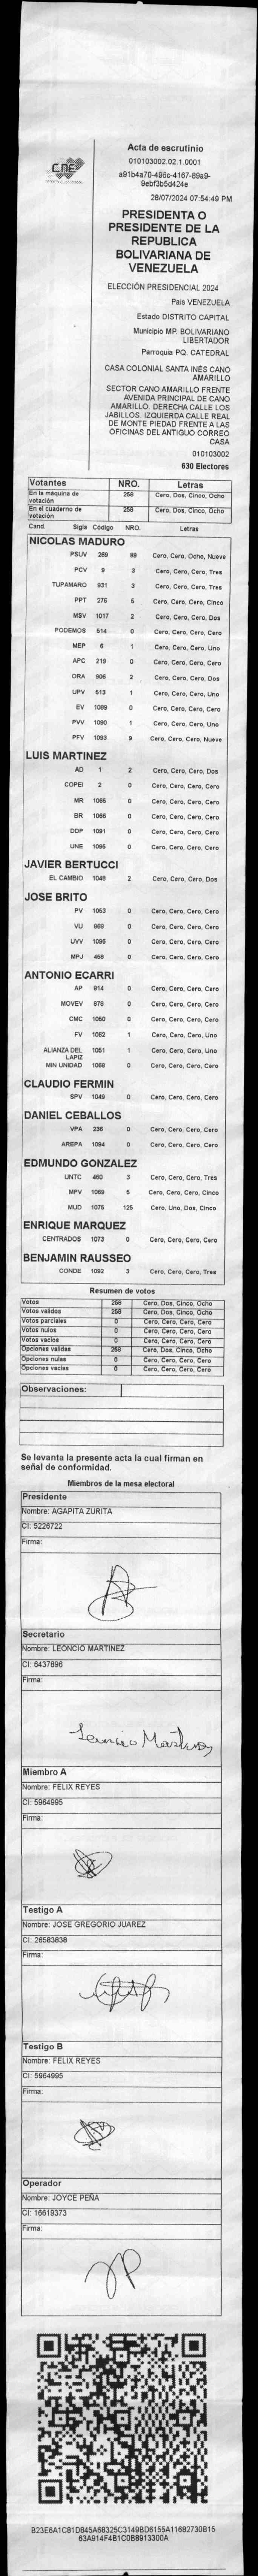 CNE
Acta de escrutinio
010103002.02.1.0001
a91b4a70-496c-4167-89a9-
9ebf3b5d424e
28/07/2024 07:54:49 PM
PRESIDENTA O
PRESIDENTE DE LA
REPUBLICA
BOLIVARIANA DE
VENEZUELA
ELECCIÓN PRESIDENCIAL 2024
País VENEZUELA
Estado DISTRITO CAPITAL
Municipio MP. BOLIVARIANO
LIBERTADOR
Parroquia PQ. CATEDRAL
CASA COLONIAL SANTA INÉS CANO
AMARILLO
SECTOR CANO AMARILLO FRENTE
AVENIDA PRINCIPAL DE CANO
AMARILLO. DERECHA CALLE LOS
JABILLOS. IZQUIERDA CALLE REAL
DE MONTE PIEDAD FRENTE A LAS
OFICINAS DEL ANTIGUO CORREO
CASA
010103002
630 Electores
Votantes NRO. Letras
En la máquina de votación 258 Cero, Dos, Cinco, Ocho
En el cuaderno de votación 258 Cero, Dos, Cinco, Ocho
Cand. Sigla Código NRO. Letras
NICOLAS MADURO
PSUV 269 89 Cero, Cero, Ocho, Nueve
PCV 9 3 Cero, Cero, Cero, Tres
TUPAMARO 931 3 Cero, Cero, Cero, Tres
PPT 276 5 Cero, Cero, Cero, Cinco
MSV 1017 2 Cero, Cero, Cero, Dos
PODEMOS 514 0 Cero, Cero, Cero, Cero
MEP 6 1 Cero, Cero, Cero, Uno
APC 219 0 Cero, Cero, Cero, Cero
ORA 906 2 Cero, Cero, Cero, Dos
UPV 513 1 Cero, Cero, Cero, Uno
EV 1089 0 Cero, Cero, Cero, Cero
PVV 1090 1 Cero, Cero, Cero, Uno
PFV 1093 9 Cero, Cero, Cero, Nueve
LUIS MARTINEZ
AD 1 2 Cero, Cero, Cero, Dos
COPEI 2 0 Cero, Cero, Cero, Cero
MR 1065 0 Cero, Cero, Cero, Cero
BR 1066 0 Cero, Cero, Cero, Cero
DDP 1091 0 Cero, Cero, Cero, Cero
UNE 1095 0 Cero, Cero, Cero, Cero
JAVIER BERTUCCI
EL CAMBIO 1048 2 Cero, Cero, Cero, Dos
JOSE BRITO
PV 1053 0 Cero, Cero, Cero, Cero
VU 969 0 Cero, Cero, Cero, Cero
UVV 1096 0 Cero, Cero, Cero, Cero
MPJ 458 0 Cero, Cero, Cero, Cero
ANTONIO ECARRI
AP 914 0 Cero, Cero, Cero, Cero
MOVEV 978 0 Cero, Cero, Cero, Cero
CMC 1060 0 Cero, Cero, Cero, Cero
FV 1062 1 Cero, Cero, Cero, Uno
ALIANZA DEL LAPIZ 1051 1 Cero, Cero, Cero, Uno
MIN UNIDAD 1068 0 Cero, Cero, Cero, Cero
CLAUDIO FERMIN
SPV 1049 0 Cero, Cero, Cero, Cero
DANIEL CEBALLOS
VPA 236 0 Cero, Cero, Cero, Cero
AREPA 1094 0 Cero, Cero, Cero, Cero
EDMUNDO GONZALEZ
UNTC 460 3 Cero, Cero, Cero, Tres
MPV 1069 5 Cero, Cero, Cero, Cinco
MUD 1075 125 Cero, Uno, Dos, Cinco
ENRIQUE MARQUEZ
CENTRADOS 1073 0 Cero, Cero, Cero, Cero
BENJAMIN RAUSSEO
CONDE 1092 3 Cero, Cero, Cero, Tres
Resumen de votos
Votos 258 Cero, Dos, Cinco, Ocho
Votos validos 258 Cero, Dos, Cinco, Ocho
Votos parciales 0 Cero, Cero, Cero, Cero
Votos nulos 0 Cero, Cero, Cero, Cero
Votos vacios 0 Cero, Cero, Cero, Cero
Opciones validas 258 Cero, Dos, Cinco, Ocho
Opciones nulas 0 Cero, Cero, Cero, Cero
Opciones vacias 0 Cero, Cero, Cero, Cero
Observaciones:
Se levanta la presente acta la cual firman en
señal de conformidad.
Miembros de la mesa electoral
Presidente
Nombre: AGAPITA ZURITA
CI: 5226722
Firma:
Secretario
Nombre: LEONCIO MARTINEZ
CI: 6437896
Firma:
Leoncio Martinez
Miembro A
Nombre: FELIX REYES
CI: 5964995
Firma:
Testigo A
Nombre: JOSE GREGORIO JUAREZ
CI: 26583838
Firma:
Testigo B
Nombre: FELIX REYES
CI: 5964995
Firma:
Operador
Nombre: JOYCE PEÑA
CI: 16619373
Firma:
B23E6A1C81DB45A68325C3149BD6155A11682730B15
63A914F4B1C0B8913300A